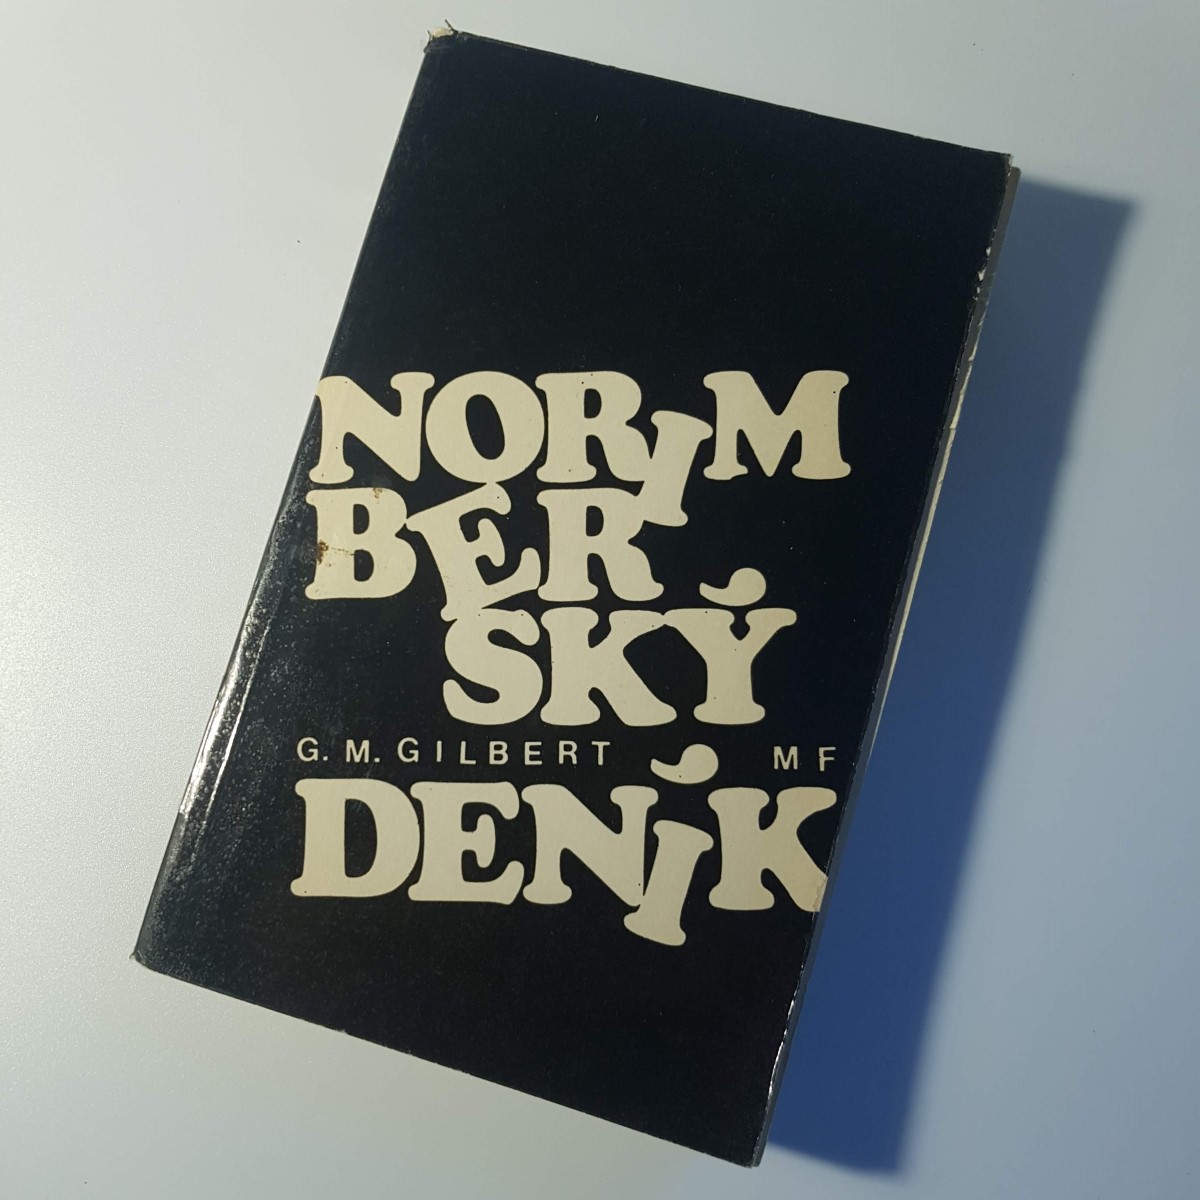 NORIM
BER
SKÝ
G. M. GILBERT MF
DENÍK